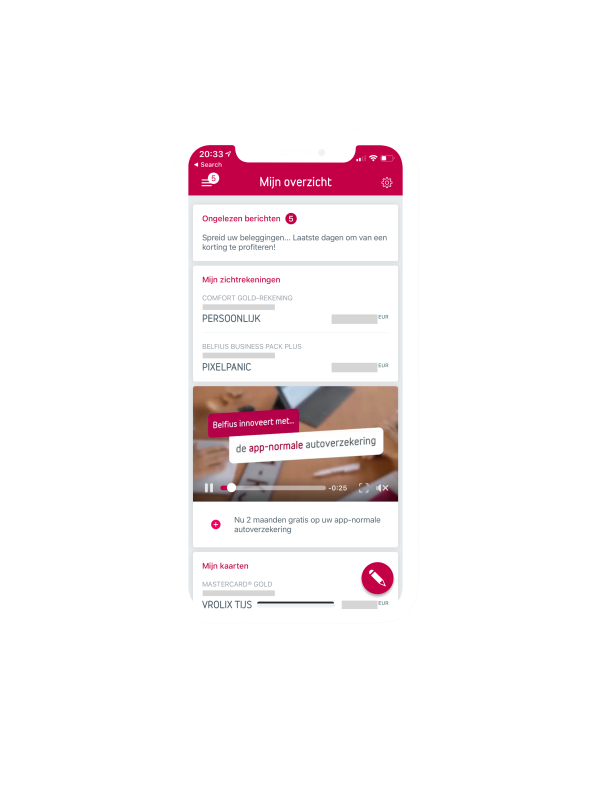 20:33
◀ Search
5
Mijn overzicht
Ongelezen berichten 5
Spreid uw beleggingen... Laatste dagen om van een
korting te profiteren!
Mijn zichtrekeningen
COMFORT GOLD-REKENING
PERSOONLIJK EUR
BELFIUS BUSINESS PACK PLUS
PIXELPANIC EUR
Belfius innoveert met...
de app-normale autoverzekering
-0:25
Nu 2 maanden gratis op uw app-normale
autoverzekering
Mijn kaarten
MASTERCARD® GOLD
VROLIX TIJS EUR